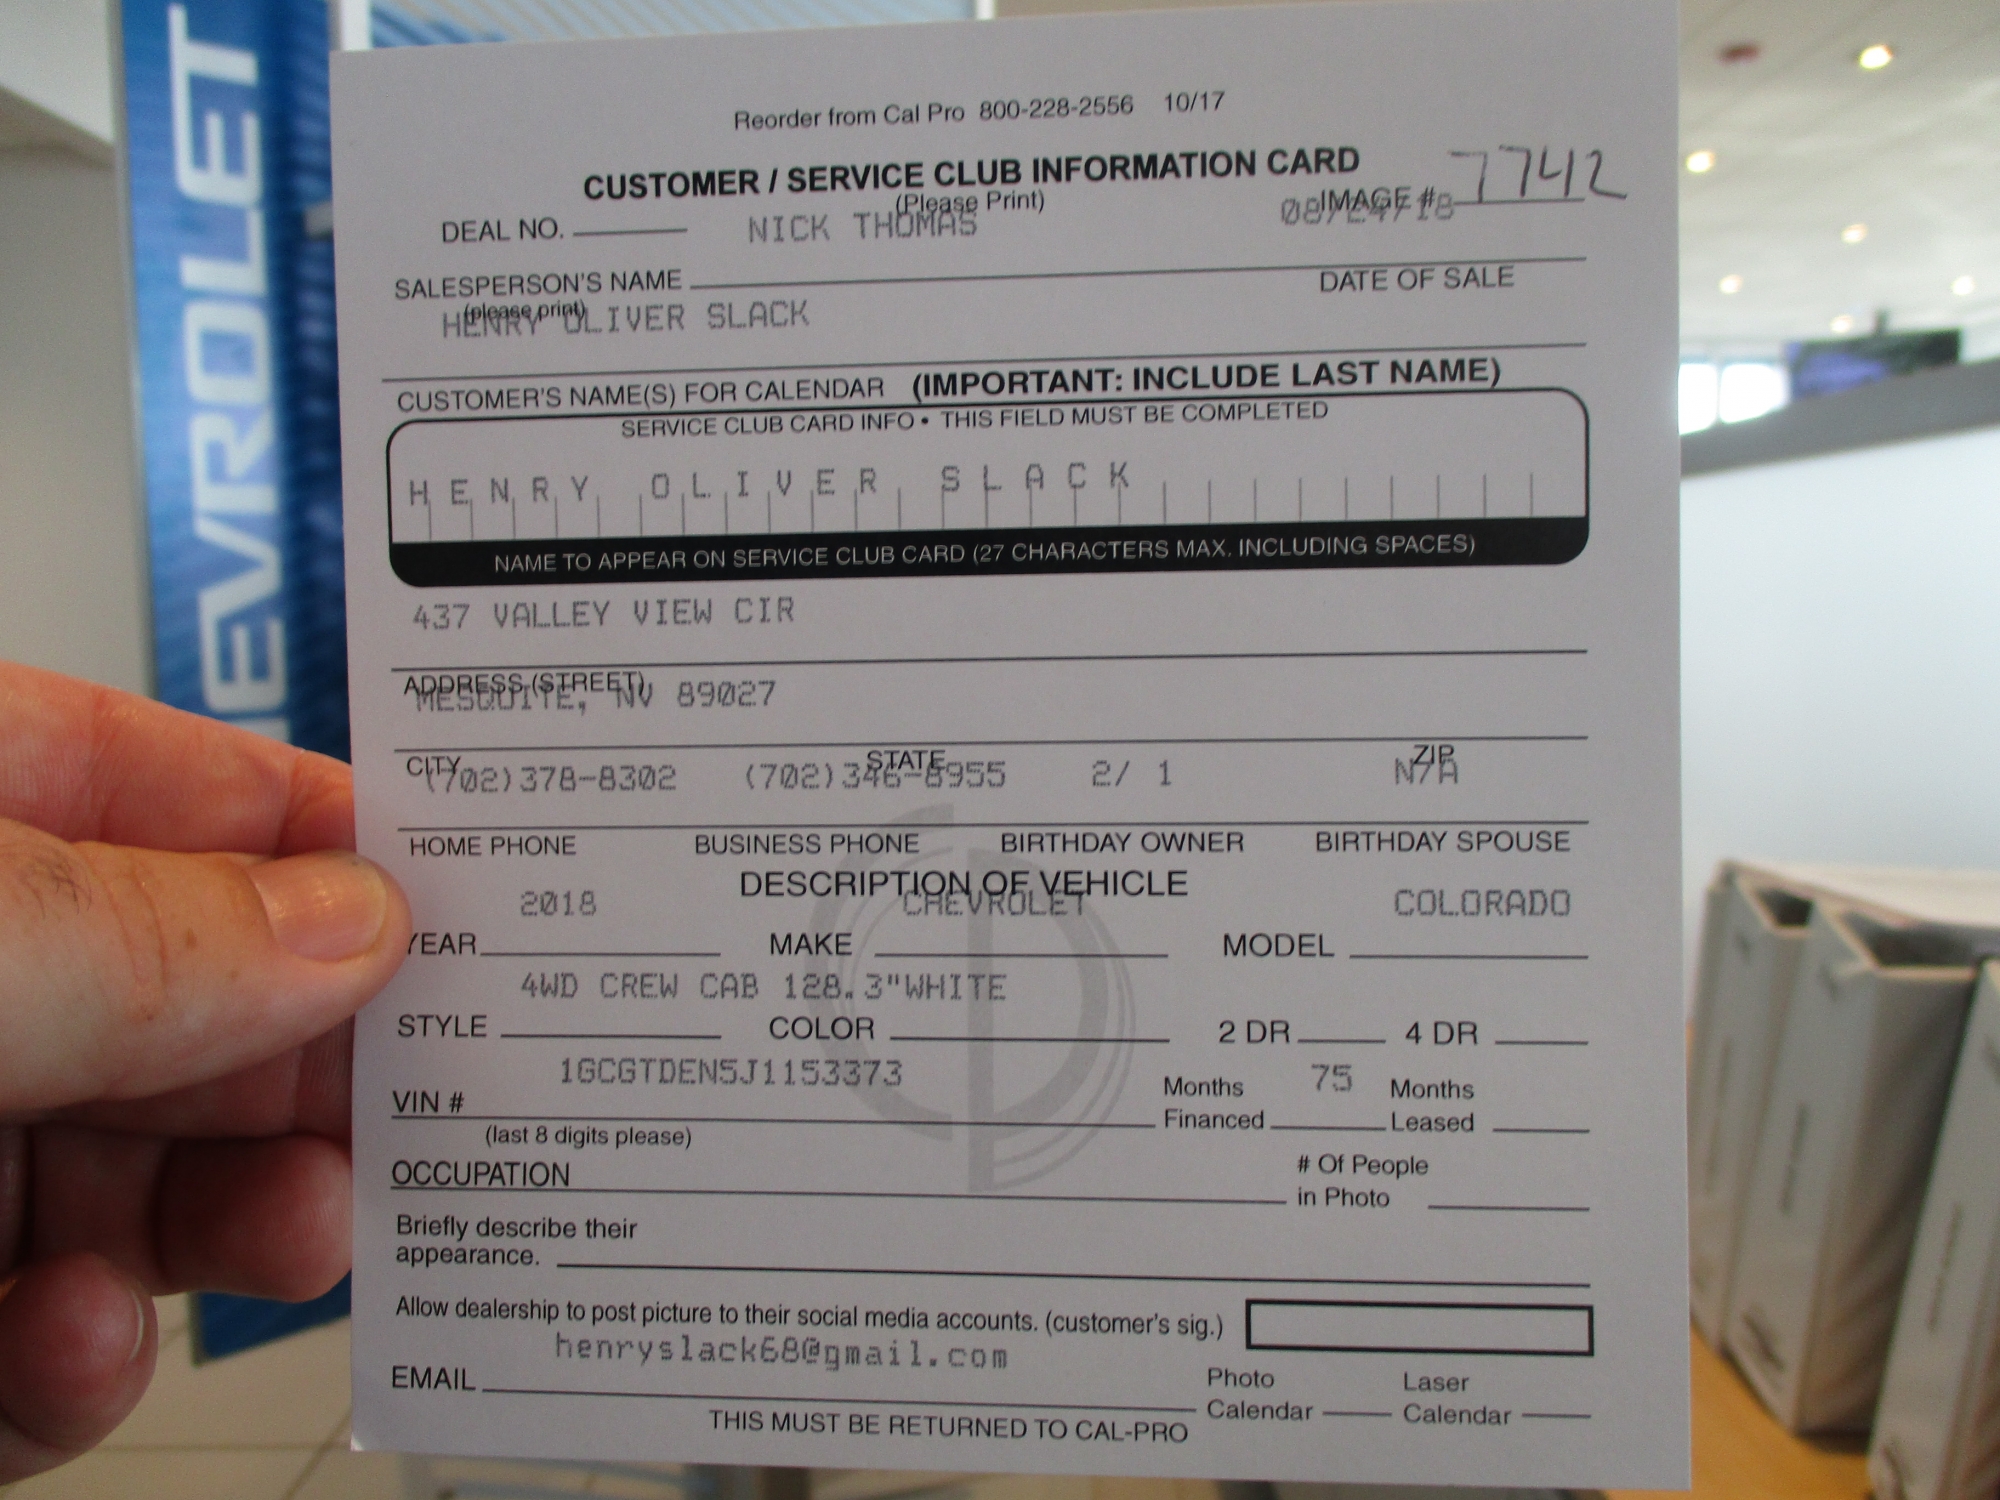 CHEVROLET
Reorder from Cal Pro 800-228-2556 10/17
CUSTOMER / SERVICE CLUB INFORMATION CARD
(Please Print)
IMAGE # 7742
DEAL NO. NICK THOMAS 08/24/18
SALESPERSON'S NAME DATE OF SALE
(please print)
HENRY OLIVER SLACK
CUSTOMER'S NAME(S) FOR CALENDAR (IMPORTANT: INCLUDE LAST NAME)
SERVICE CLUB CARD INFO • THIS FIELD MUST BE COMPLETED
HENRY OLIVER SLACK
NAME TO APPEAR ON SERVICE CLUB CARD (27 CHARACTERS MAX. INCLUDING SPACES)
437 VALLEY VIEW CIR
ADDRESS (STREET)
MESQUITE, NV 89027
CITY STATE ZIP
(702)378-8302 (702)346-8955 2/ 1 N/A
HOME PHONE BUSINESS PHONE BIRTHDAY OWNER BIRTHDAY SPOUSE
DESCRIPTION OF VEHICLE
2018 CHEVROLET COLORADO
YEAR MAKE MODEL
4WD CREW CAB 128.3"WHITE
STYLE COLOR 2 DR 4 DR
1GCGTDEN5J1153373
VIN # Months Financed 75 Months Leased
(last 8 digits please)
OCCUPATION # Of People in Photo
Briefly describe their
appearance.
Allow dealership to post picture to their social media accounts. (customer's sig.)
henryslack68@gmail.com
EMAIL Photo Calendar Laser Calendar
THIS MUST BE RETURNED TO CAL-PRO